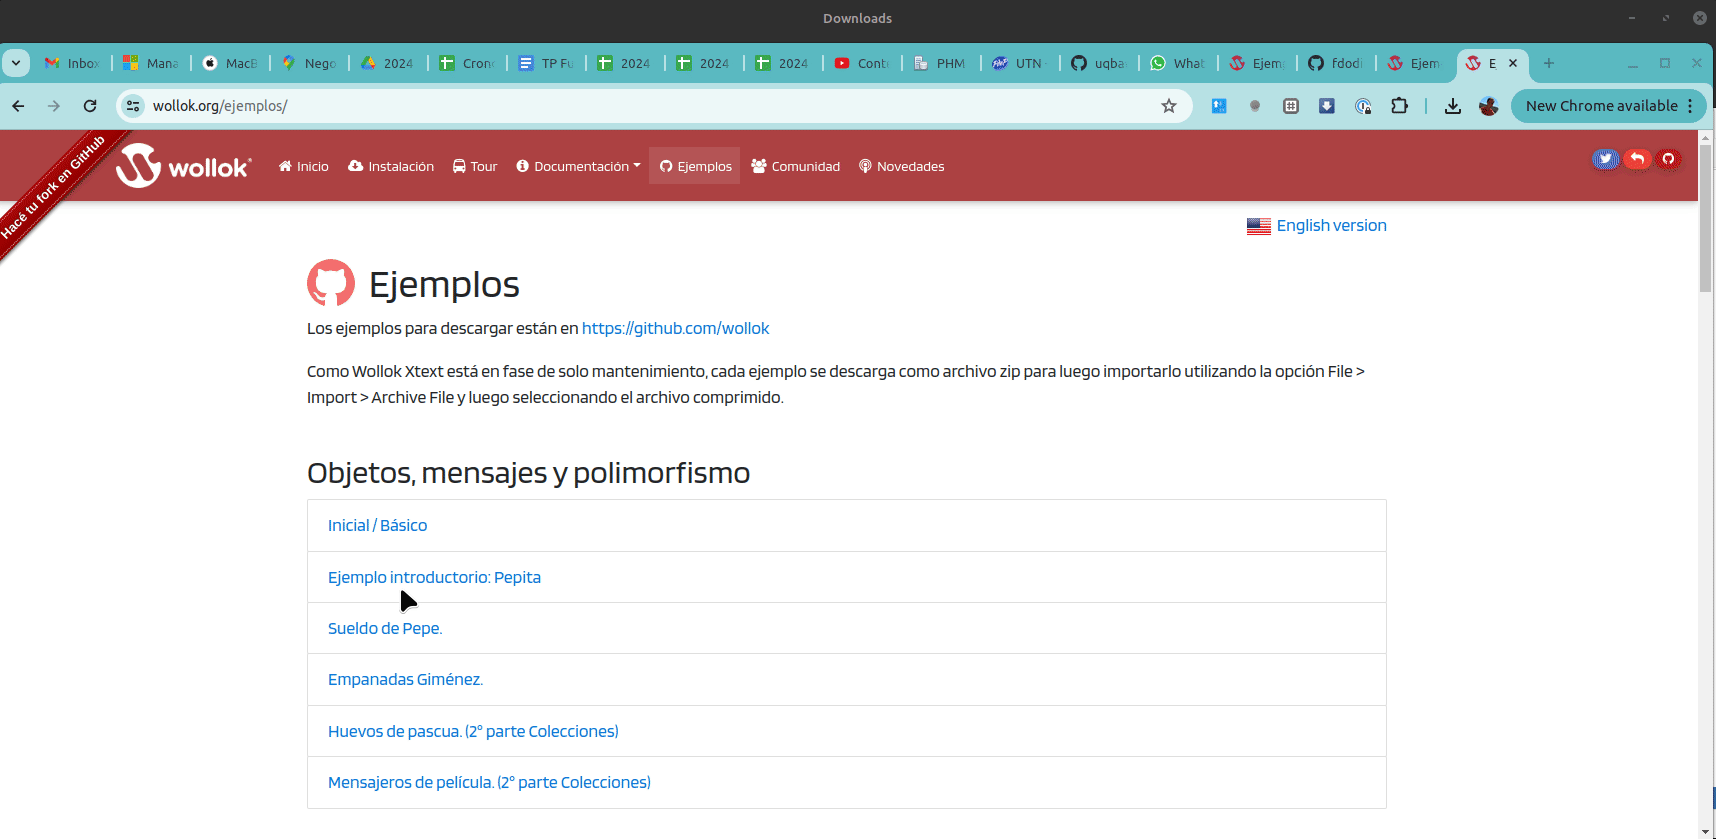 Downloads
Inbox
Mana
MacB
Nego
2024
Cronc
TP Fu
2024
2024
2024
Conte
PHM
UTN
uqba
What
Ejem
fdodi
Ejem
E
wollok.org/ejemplos/
New Chrome available
Hacé tu fork en GitHub
wollok
Inicio
Instalación
Tour
Documentación
Ejemplos
Comunidad
Novedades
English version
Ejemplos
Los ejemplos para descargar están en https://github.com/wollok
Como Wollok Xtext está en fase de solo mantenimiento, cada ejemplo se descarga como archivo zip para luego importarlo utilizando la opción File >
Import > Archive File y luego seleccionando el archivo comprimido.
Objetos, mensajes y polimorfismo
Inicial / Básico
Ejemplo introductorio: Pepita
Sueldo de Pepe.
Empanadas Giménez.
Huevos de pascua. (2º parte Colecciones)
Mensajeros de película. (2º parte Colecciones)